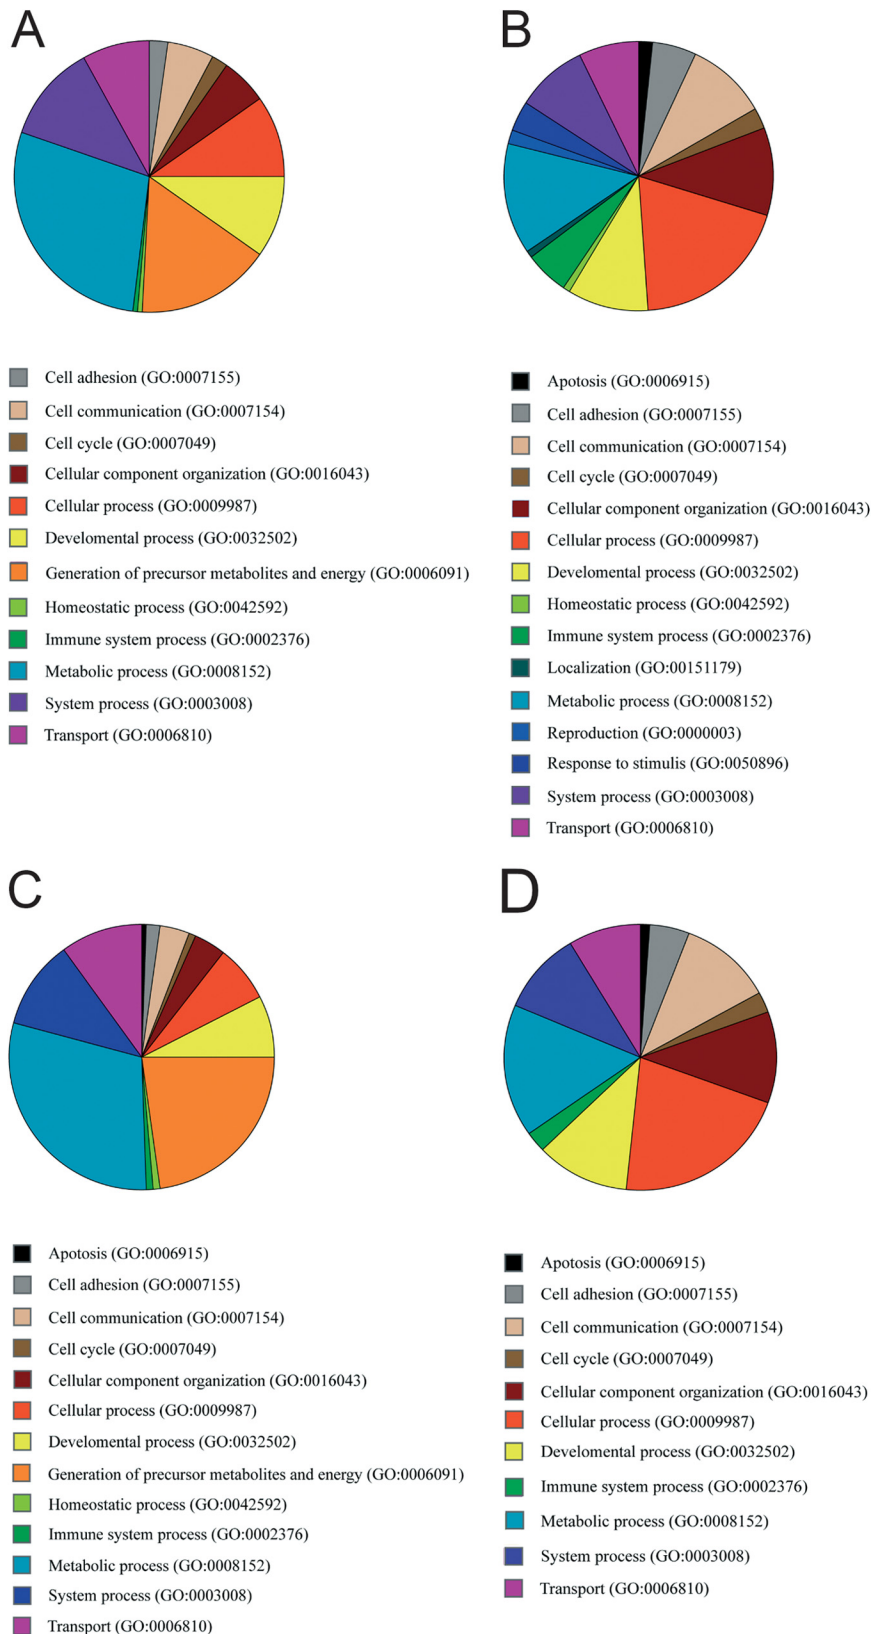 A
Cell adhesion (GO:0007155)
Cell communication (GO:0007154)
Cell cycle (GO:0007049)
Cellular component organization (GO:0016043)
Cellular process (GO:0009987)
Develomental process (GO:0032502)
Generation of precursor metabolites and energy (GO:0006091)
Homeostatic process (GO:0042592)
Immune system process (GO:0002376)
Metabolic process (GO:0008152)
System process (GO:0003008)
Transport (GO:0006810)
B
Apotosis (GO:0006915)
Cell adhesion (GO:0007155)
Cell communication (GO:0007154)
Cell cycle (GO:0007049)
Cellular component organization (GO:0016043)
Cellular process (GO:0009987)
Develomental process (GO:0032502)
Homeostatic process (GO:0042592)
Immune system process (GO:0002376)
Localization (GO:00151179)
Metabolic process (GO:0008152)
Reproduction (GO:0000003)
Response to stimulis (GO:0050896)
System process (GO:0003008)
Transport (GO:0006810)
C
Apotosis (GO:0006915)
Cell adhesion (GO:0007155)
Cell communication (GO:0007154)
Cell cycle (GO:0007049)
Cellular component organization (GO:0016043)
Cellular process (GO:0009987)
Develomental process (GO:0032502)
Generation of precursor metabolites and energy (GO:0006091)
Homeostatic process (GO:0042592)
Immune system process (GO:0002376)
Metabolic process (GO:0008152)
System process (GO:0003008)
Transport (GO:0006810)
D
Apotosis (GO:0006915)
Cell adhesion (GO:0007155)
Cell communication (GO:0007154)
Cell cycle (GO:0007049)
Cellular component organization (GO:0016043)
Cellular process (GO:0009987)
Develomental process (GO:0032502)
Immune system process (GO:0002376)
Metabolic process (GO:0008152)
System process (GO:0003008)
Transport (GO:0006810)